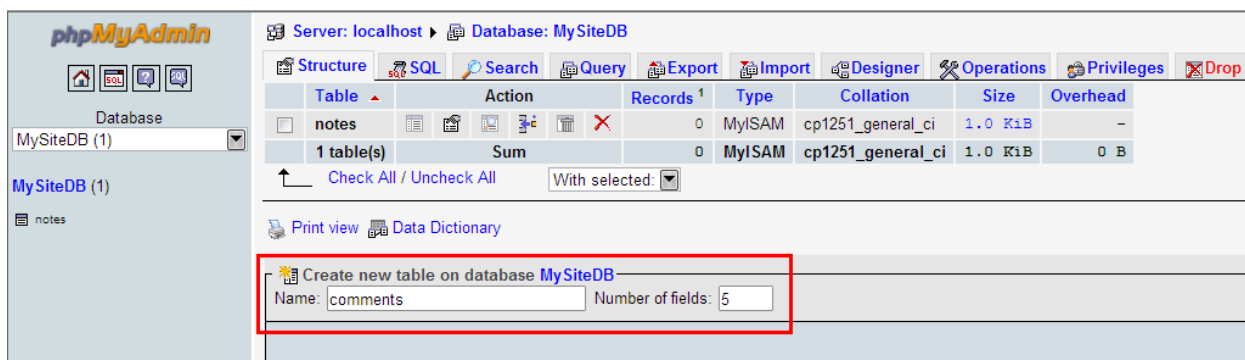 phpMyAdmin
Server: localhost ▸ Database: MySiteDB
Structure SQL Search Query Export Import Designer Operations Privileges Drop
Table Action Records 1 Type Collation Size Overhead
notes 0 MyISAM cp1251_general_ci 1.0 KiB -
1 table(s) Sum 0 MyISAM cp1251_general_ci 1.0 KiB 0 B
Check All / Uncheck All With selected:
Print view Data Dictionary
Create new table on database MySiteDB
Name: comments Number of fields: 5
SQL SQL
Database
MySiteDB (1)
MySiteDB (1)
notes